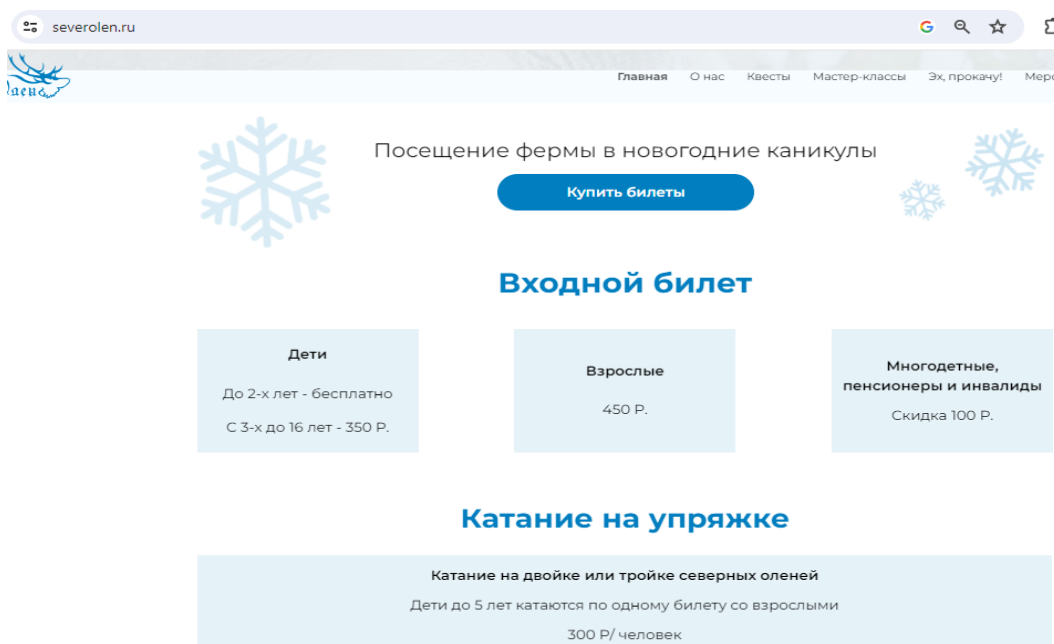 severolen.ru
Главная О нас Квесты Мастер-классы Эх, прокачу!
Посещение фермы в новогодние каникулы
Купить билеты
Входной билет
Дети
До 2-х лет - бесплатно
С 3-х до 16 лет - 350 Р.
Взрослые
450 Р.
Многодетные,
пенсионеры и инвалиды
Скидка 100 Р.
Катание на упряжке
Катание на двойке или тройке северных оленей
Дети до 5 лет катаются по одному билету со взрослыми
300 Р/ человек